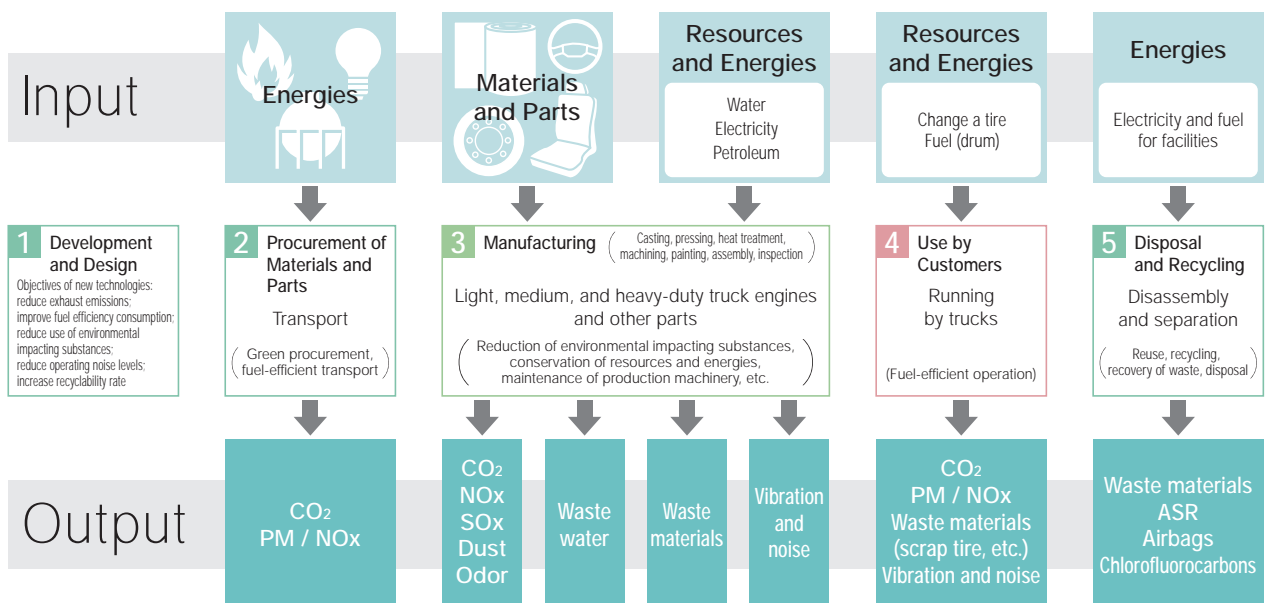 Input
Energies
Materials
and Parts
Resources
and Energies
Water
Electricity
Petroleum
Resources
and Energies
Change a tire
Fuel (drum)
Energies
Electricity and fuel
for facilities
1 Development
and Design
Objectives of new technologies:
reduce exhaust emissions;
improve fuel efficiency consumption;
reduce use of environmental
impacting substances;
reduce operating noise levels;
increase recyclability rate
2 Procurement of
Materials and
Parts
Transport
(Green procurement,
fuel-efficient transport)
3 Manufacturing
(Casting, pressing, heat treatment,
machining, painting, assembly, inspection)
Light, medium, and heavy-duty truck engines
and other parts
(Reduction of environmental impacting substances,
conservation of resources and energies,
maintenance of production machinery, etc.)
4 Use by
Customers
Running
by trucks
(Fuel-efficient operation)
5 Disposal
and Recycling
Disassembly
and separation
(Reuse, recycling,
recovery of waste, disposal)
Output
CO₂
PM / NOx
CO₂
NOx
SOx
Dust
Odor
Waste
water
Waste
materials
Vibration
and
noise
CO₂
PM / NOx
Waste materials
(scrap tire, etc.)
Vibration and noise
Waste materials
ASR
Airbags
Chlorofluorocarbons